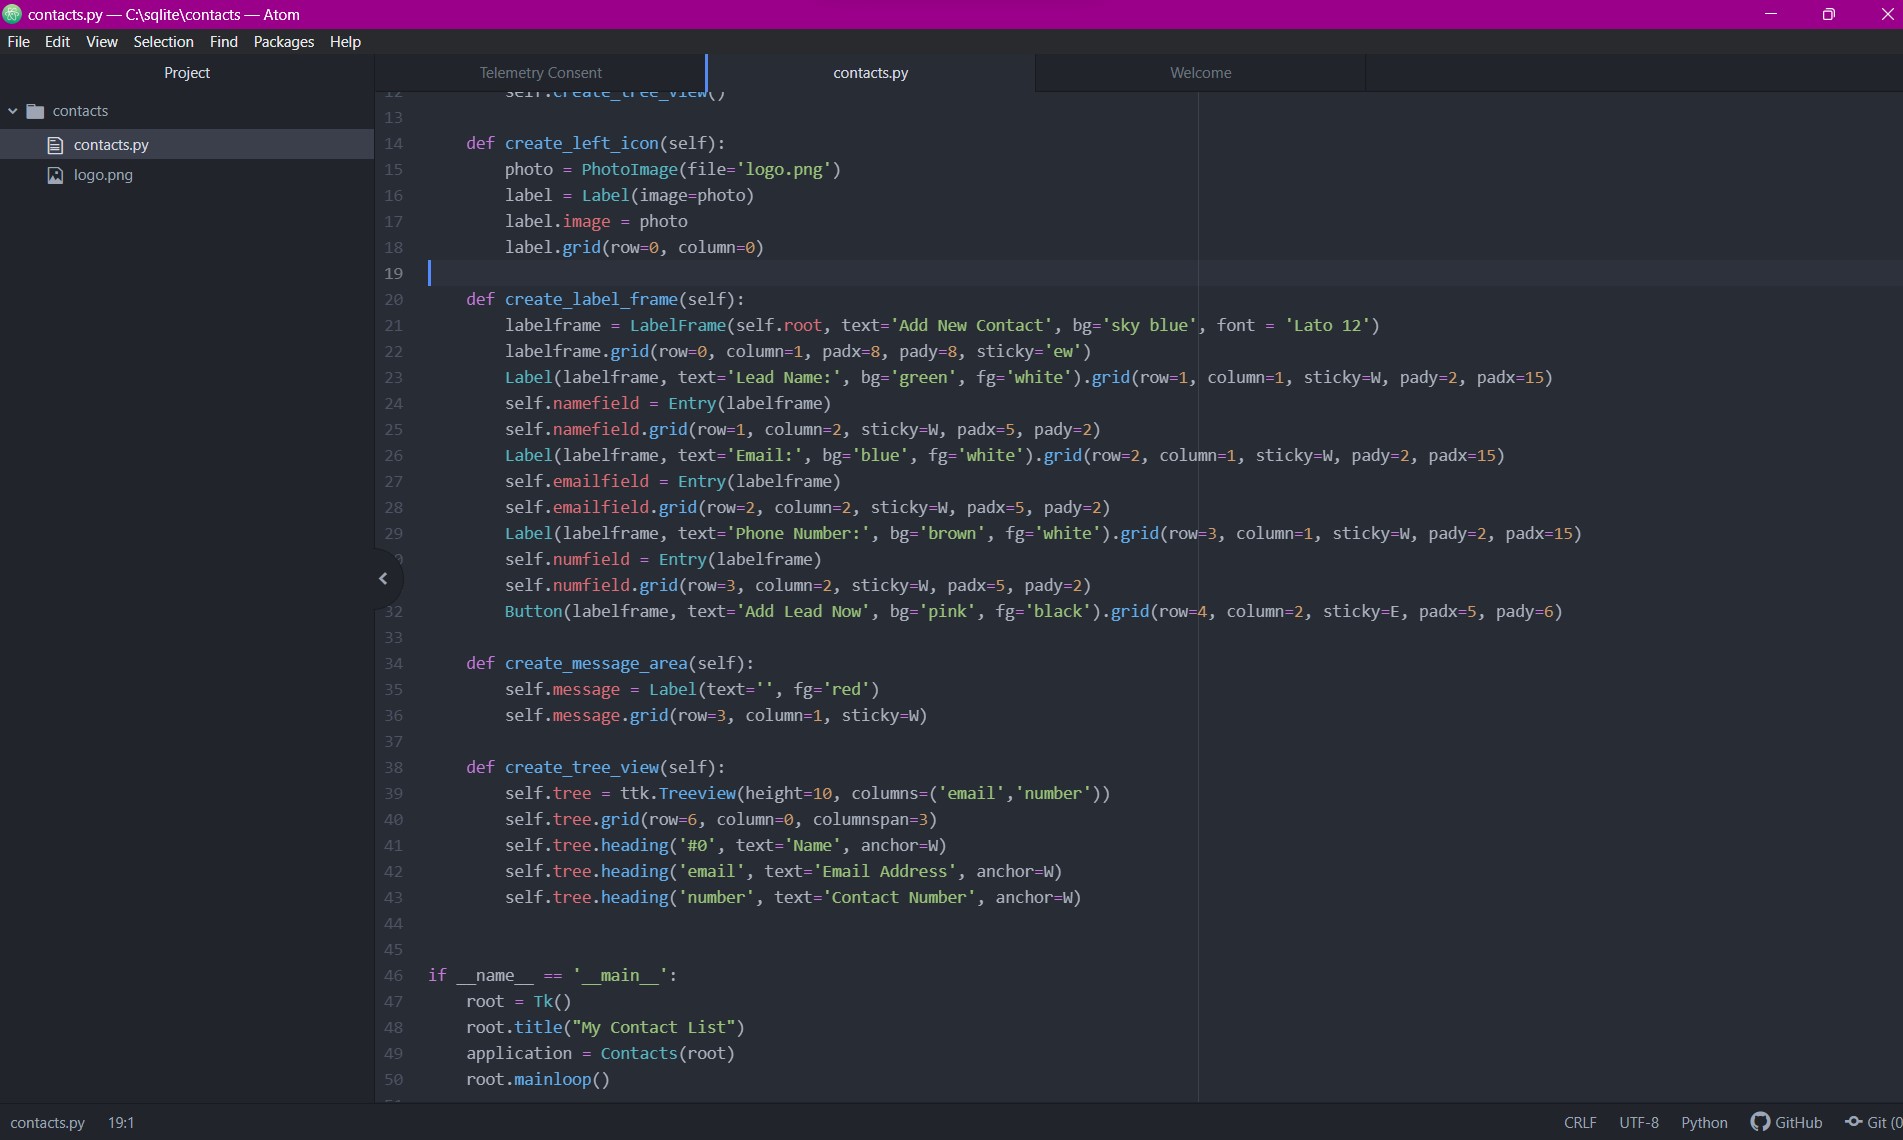 contacts.py — C:\sqlite\contacts — Atom
File Edit View Selection Find Packages Help
Project
Telemetry Consent
contacts.py
Welcome
contacts
contacts.py
logo.png
12         self.create_tree_view()
13
14     def create_left_icon(self):
15         photo = PhotoImage(file='logo.png')
16         label = Label(image=photo)
17         label.image = photo
18         label.grid(row=0, column=0)
19
20     def create_label_frame(self):
21         labelframe = LabelFrame(self.root, text='Add New Contact', bg='sky blue', font = 'Lato 12')
22         labelframe.grid(row=0, column=1, padx=8, pady=8, sticky='ew')
23         Label(labelframe, text='Lead Name:', bg='green', fg='white').grid(row=1, column=1, sticky=W, pady=2, padx=15)
24         self.namefield = Entry(labelframe)
25         self.namefield.grid(row=1, column=2, sticky=W, padx=5, pady=2)
26         Label(labelframe, text='Email:', bg='blue', fg='white').grid(row=2, column=1, sticky=W, pady=2, padx=15)
27         self.emailfield = Entry(labelframe)
28         self.emailfield.grid(row=2, column=2, sticky=W, padx=5, pady=2)
29         Label(labelframe, text='Phone Number:', bg='brown', fg='white').grid(row=3, column=1, sticky=W, pady=2, padx=15)
        self.numfield = Entry(labelframe)
        self.numfield.grid(row=3, column=2, sticky=W, padx=5, pady=2)
32         Button(labelframe, text='Add Lead Now', bg='pink', fg='black').grid(row=4, column=2, sticky=E, padx=5, pady=6)
33
34     def create_message_area(self):
35         self.message = Label(text='', fg='red')
36         self.message.grid(row=3, column=1, sticky=W)
37
38     def create_tree_view(self):
39         self.tree = ttk.Treeview(height=10, columns=('email','number'))
40         self.tree.grid(row=6, column=0, columnspan=3)
41         self.tree.heading('#0', text='Name', anchor=W)
42         self.tree.heading('email', text='Email Address', anchor=W)
43         self.tree.heading('number', text='Contact Number', anchor=W)
44
45
46 if __name__ == '__main__':
47     root = Tk()
48     root.title("My Contact List")
49     application = Contacts(root)
50     root.mainloop()
contacts.py 19:1
CRLF UTF-8 Python GitHub Git (0